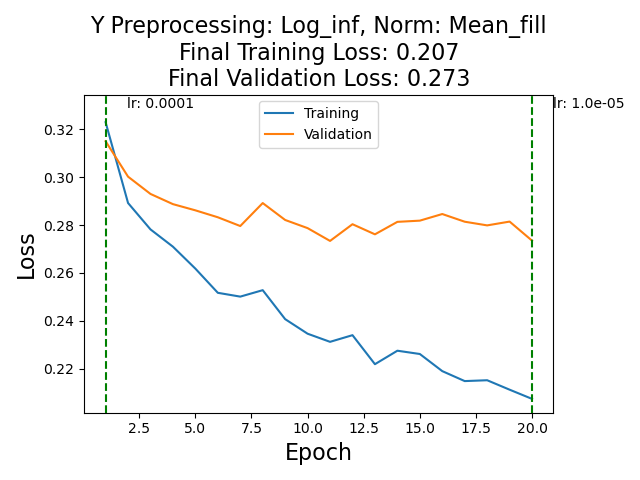 Y Preprocessing: Log_inf, Norm: Mean_fill
Final Training Loss: 0.207
Final Validation Loss: 0.273
lr: 0.0001
lr: 1.0e-05
Training
Validation
0.32
0.30
0.28
0.26
0.24
0.22
Loss
2.5 5.0 7.5 10.0 12.5 15.0 17.5 20.0
Epoch